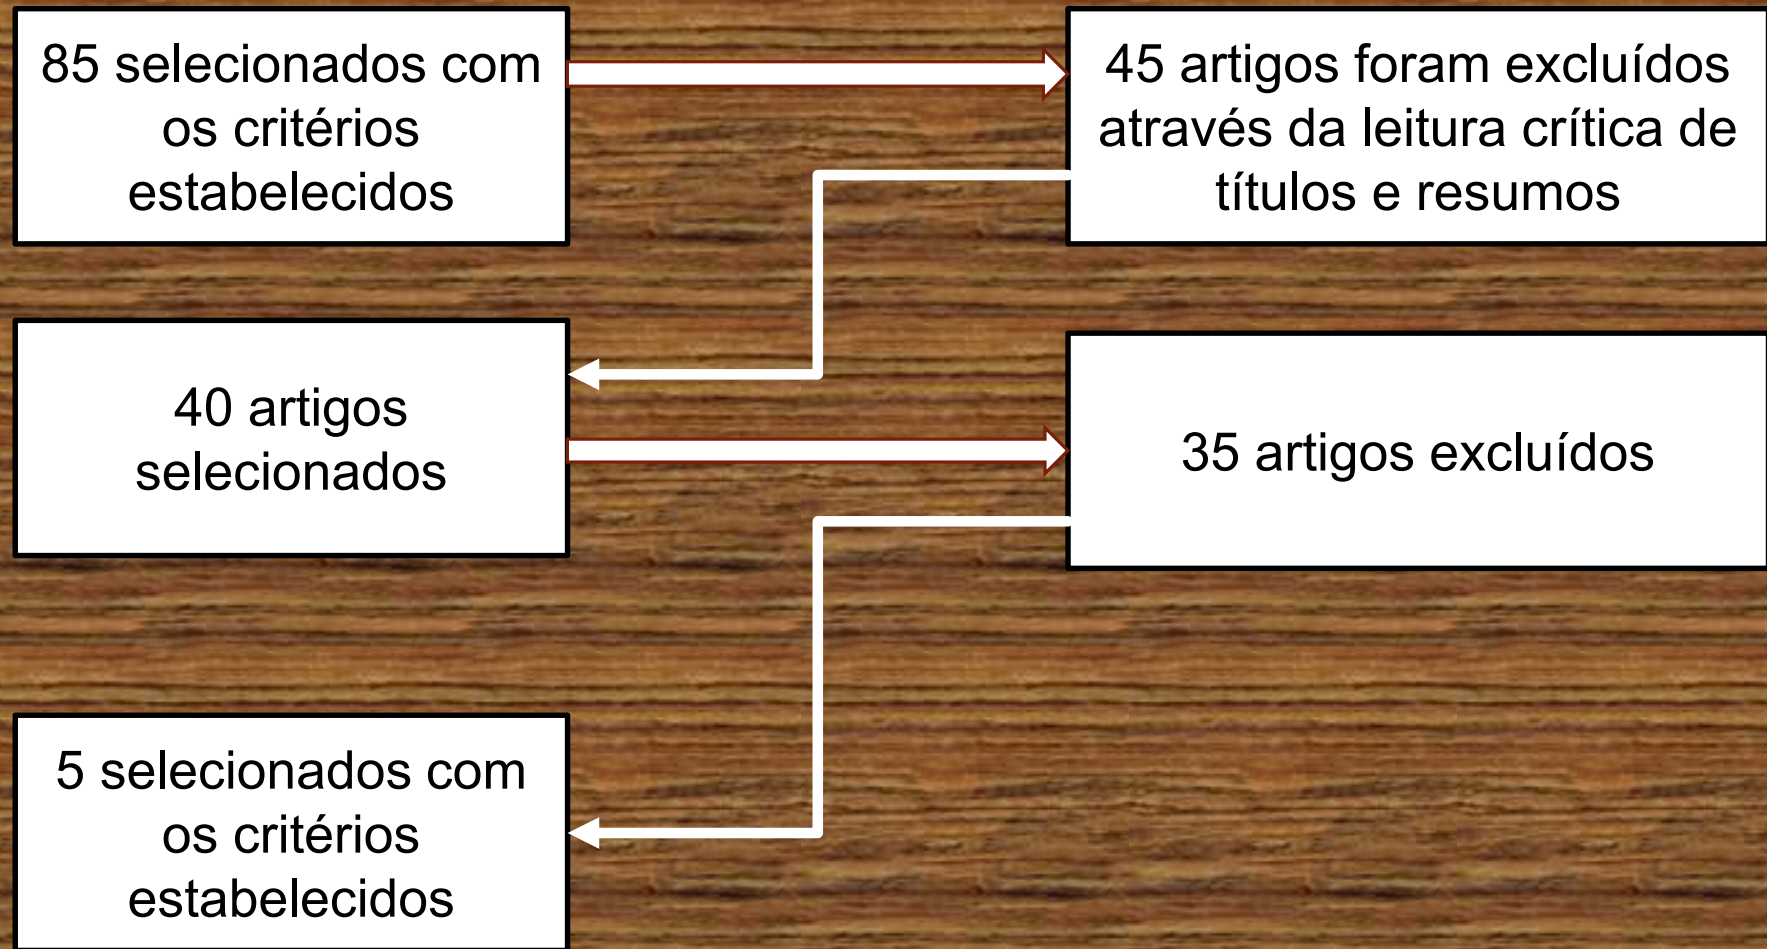 85 selecionados com
os critérios
estabelecidos
45 artigos foram excluídos
através da leitura crítica de
títulos e resumos
40 artigos
selecionados
35 artigos excluídos
5 selecionados com
os critérios
estabelecidos